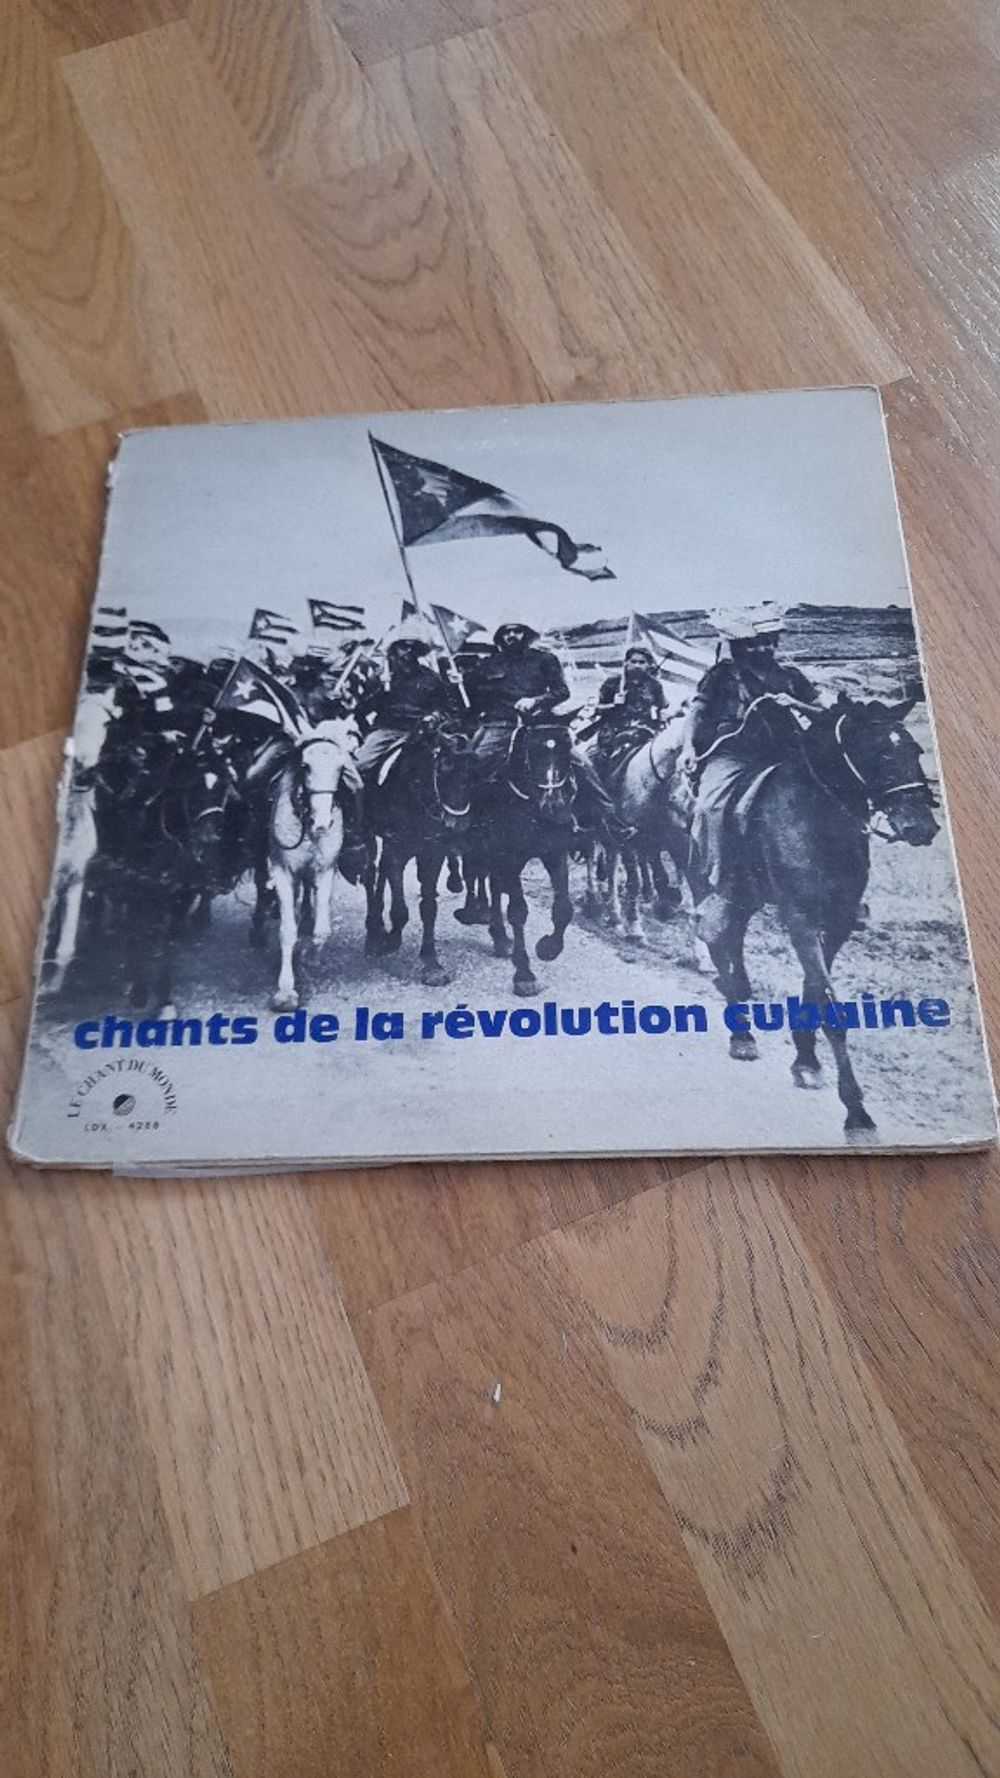 chants de la révolution cubaine
LE CHANT DU MONDE
LDX - 4288